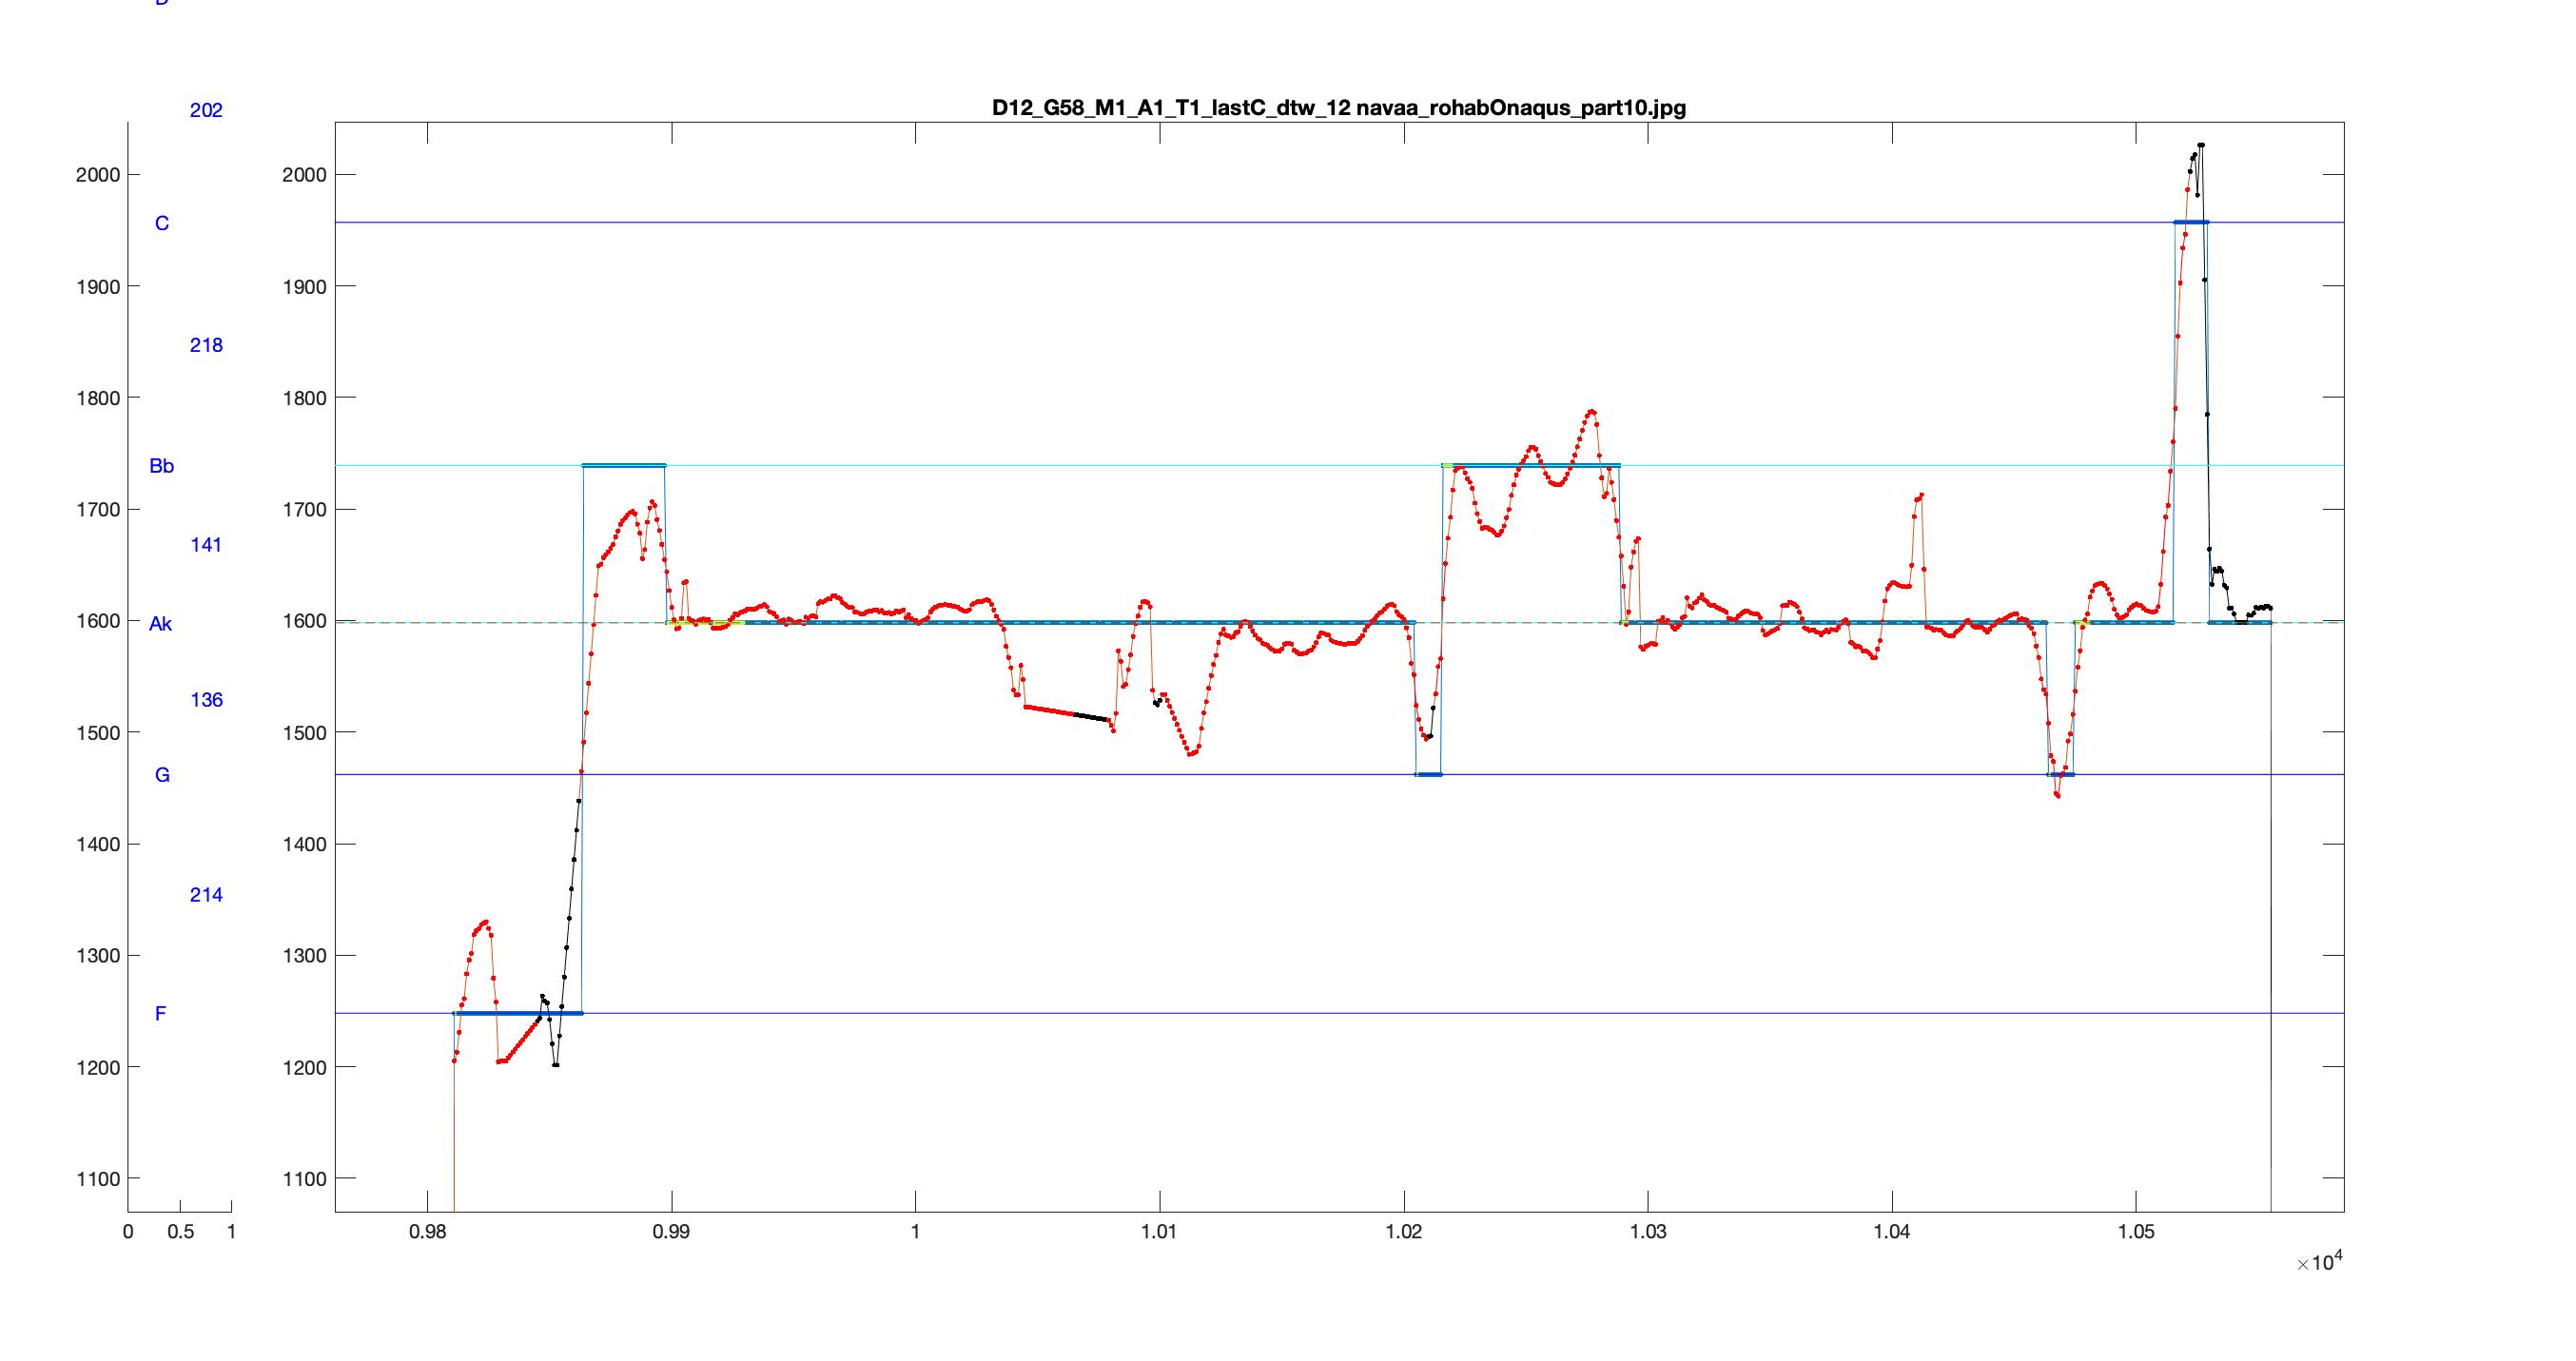 D
202
D12_G58_M1_A1_T1_lastC_dtw_12 navaa_rohabOnaqus_part10.jpg
2000 2000
C
1900 1900
218
1800 1800
Bb
1700 1700
141
1600 Ak 1600
136
1500 1500
G
1400 1400
214
1300 1300
F
1200 1200
1100 1100
0 0.5 1 0.98 0.99 1 1.01 1.02 1.03 1.04 1.05
×10⁴